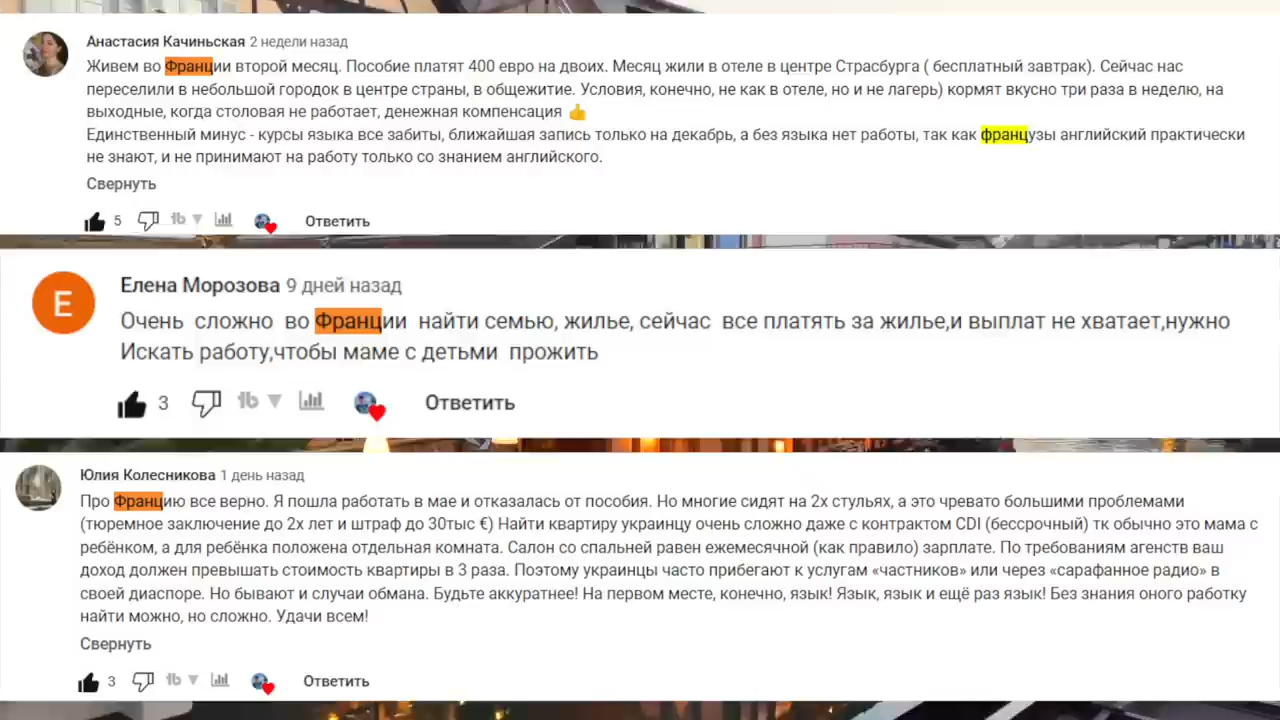 Анастасия Качиньская 2 недели назад
Живем во Франции второй месяц. Пособие платят 400 евро на двоих. Месяц жили в отеле в центре Страсбурга ( бесплатный завтрак). Сейчас нас
переселили в небольшой городок в центре страны, в общежитие. Условия, конечно, не как в отеле, но и не лагерь) кормят вкусно три раза в неделю, на
выходные, когда столовая не работает, денежная компенсация 👍
Единственный минус - курсы языка все забиты, ближайшая запись только на декабрь, а без языка нет работы, так как французы английский практически
не знают, и не принимают на работу только со знанием английского.
Свернуть
5 tb Ответить
E
Елена Морозова 9 дней назад
Очень сложно во Франции найти семью, жилье, сейчас все платять за жилье,и выплат не хватает,нужно
Искать работу,чтобы маме с детьми прожить
3 tb Ответить
Юлия Колесникова 1 день назад
Про Францию все верно. Я пошла работать в мае и отказалась от пособия. Но многие сидят на 2х стульях, а это чревато большими проблемами
(тюремное заключение до 2х лет и штраф до 30тыс €) Найти квартиру украинцу очень сложно даже с контрактом CDI (бессрочный) тк обычно это мама с
ребёнком, а для ребёнка положена отдельная комната. Салон со спальней равен ежемесячной (как правило) зарплате. По требованиям агенств ваш
доход должен превышать стоимость квартиры в 3 раза. Поэтому украинцы часто прибегают к услугам «частников» или через «сарафанное радио» в
своей диаспоре. Но бывают и случаи обмана. Будьте аккуратнее! На первом месте, конечно, язык! Язык, язык и ещё раз язык! Без знания оного работку
найти можно, но сложно. Удачи всем!
Свернуть
3 tb Ответить